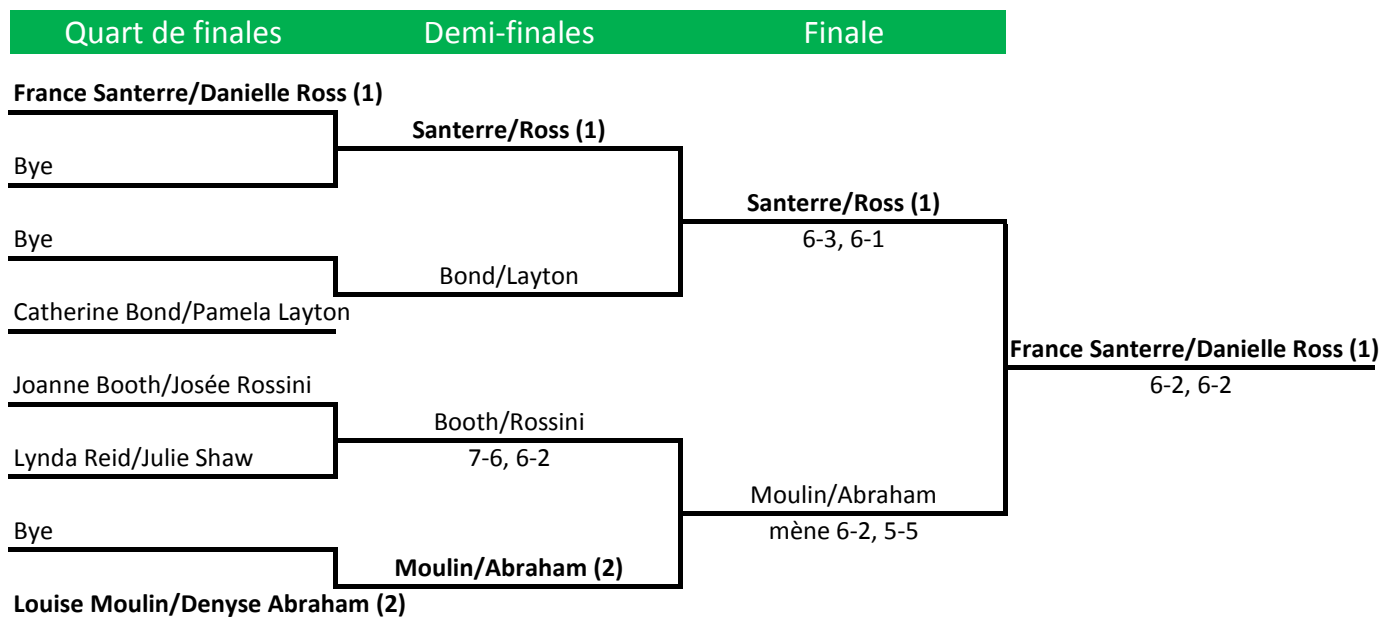 Quart de finales Demi-finales Finale
France Santerre/Danielle Ross (1)
Santerre/Ross (1)
Bye
Santerre/Ross (1)
Bye
6-3, 6-1
Bond/Layton
Catherine Bond/Pamela Layton
France Santerre/Danielle Ross (1)
Joanne Booth/Josée Rossini
6-2, 6-2
Booth/Rossini
Lynda Reid/Julie Shaw
7-6, 6-2
Moulin/Abraham
Bye
mène 6-2, 5-5
Moulin/Abraham (2)
Louise Moulin/Denyse Abraham (2)